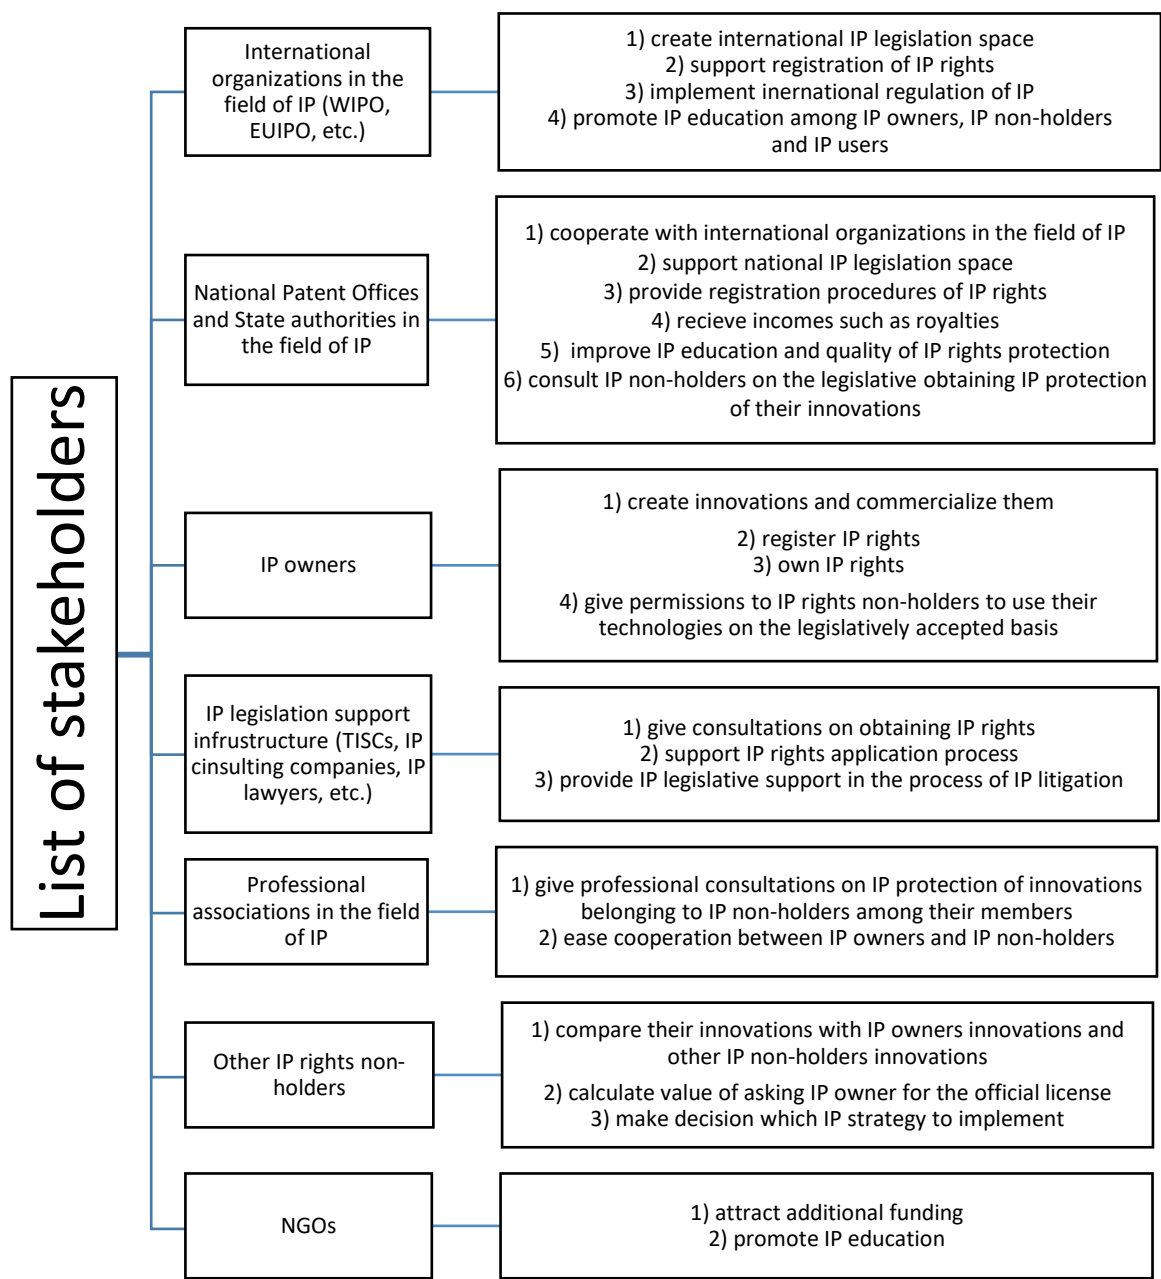 List of stakeholders
International
organizations in the
field of IP (WIPO,
EUIPO, etc.)
1) create international IP legislation space
2) support registration of IP rights
3) implement inernational regulation of IP
4) promote IP education among IP owners, IP non-holders
and IP users
National Patent Offices
and State authorities in
the field of IP
1) cooperate with international organizations in the field of IP
2) support national IP legislation space
3) provide registration procedures of IP rights
4) recieve incomes such as royalties
5) improve IP education and quality of IP rights protection
6) consult IP non-holders on the legislative obtaining IP protection
of their innovations
IP owners
1) create innovations and commercialize them
2) register IP rights
3) own IP rights
4) give permissions to IP rights non-holders to use their
technologies on the legislatively accepted basis
IP legislation support
infrustructure (TISCs, IP
cinsulting companies, IP
lawyers, etc.)
1) give consultations on obtaining IP rights
2) support IP rights application process
3) provide IP legislative support in the process of IP litigation
Professional
associations in the field
of IP
1) give professional consultations on IP protection of innovations
belonging to IP non-holders among their members
2) ease cooperation between IP owners and IP non-holders
Other IP rights non-
holders
1) compare their innovations with IP owners innovations and
other IP non-holders innovations
2) calculate value of asking IP owner for the official license
3) make decision which IP strategy to implement
NGOs
1) attract additional funding
2) promote IP education